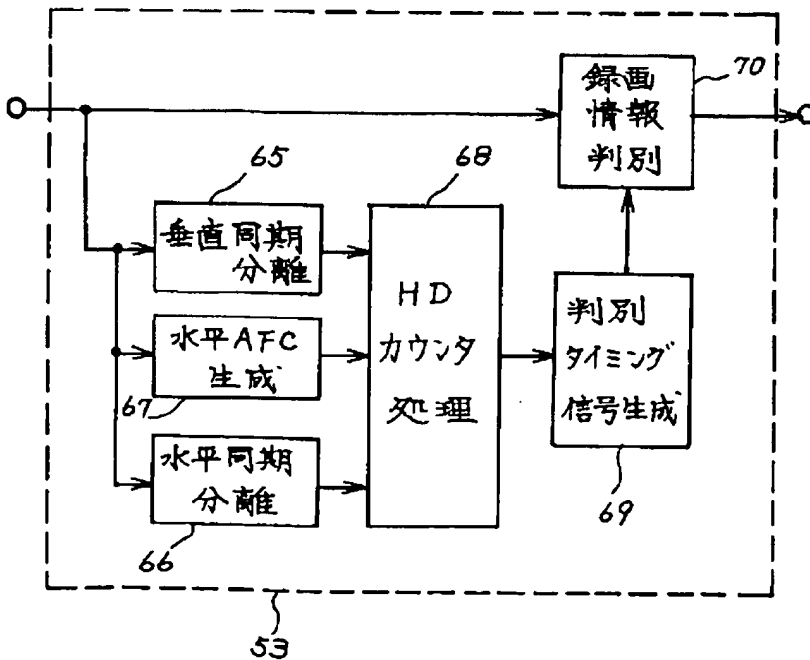 録画
情報
判別
70
65
垂直同期
分離
68
HD
カウンタ
処理
水平AFC
生成
67
判別
タイミング
信号生成
69
水平同期
分離
66
53